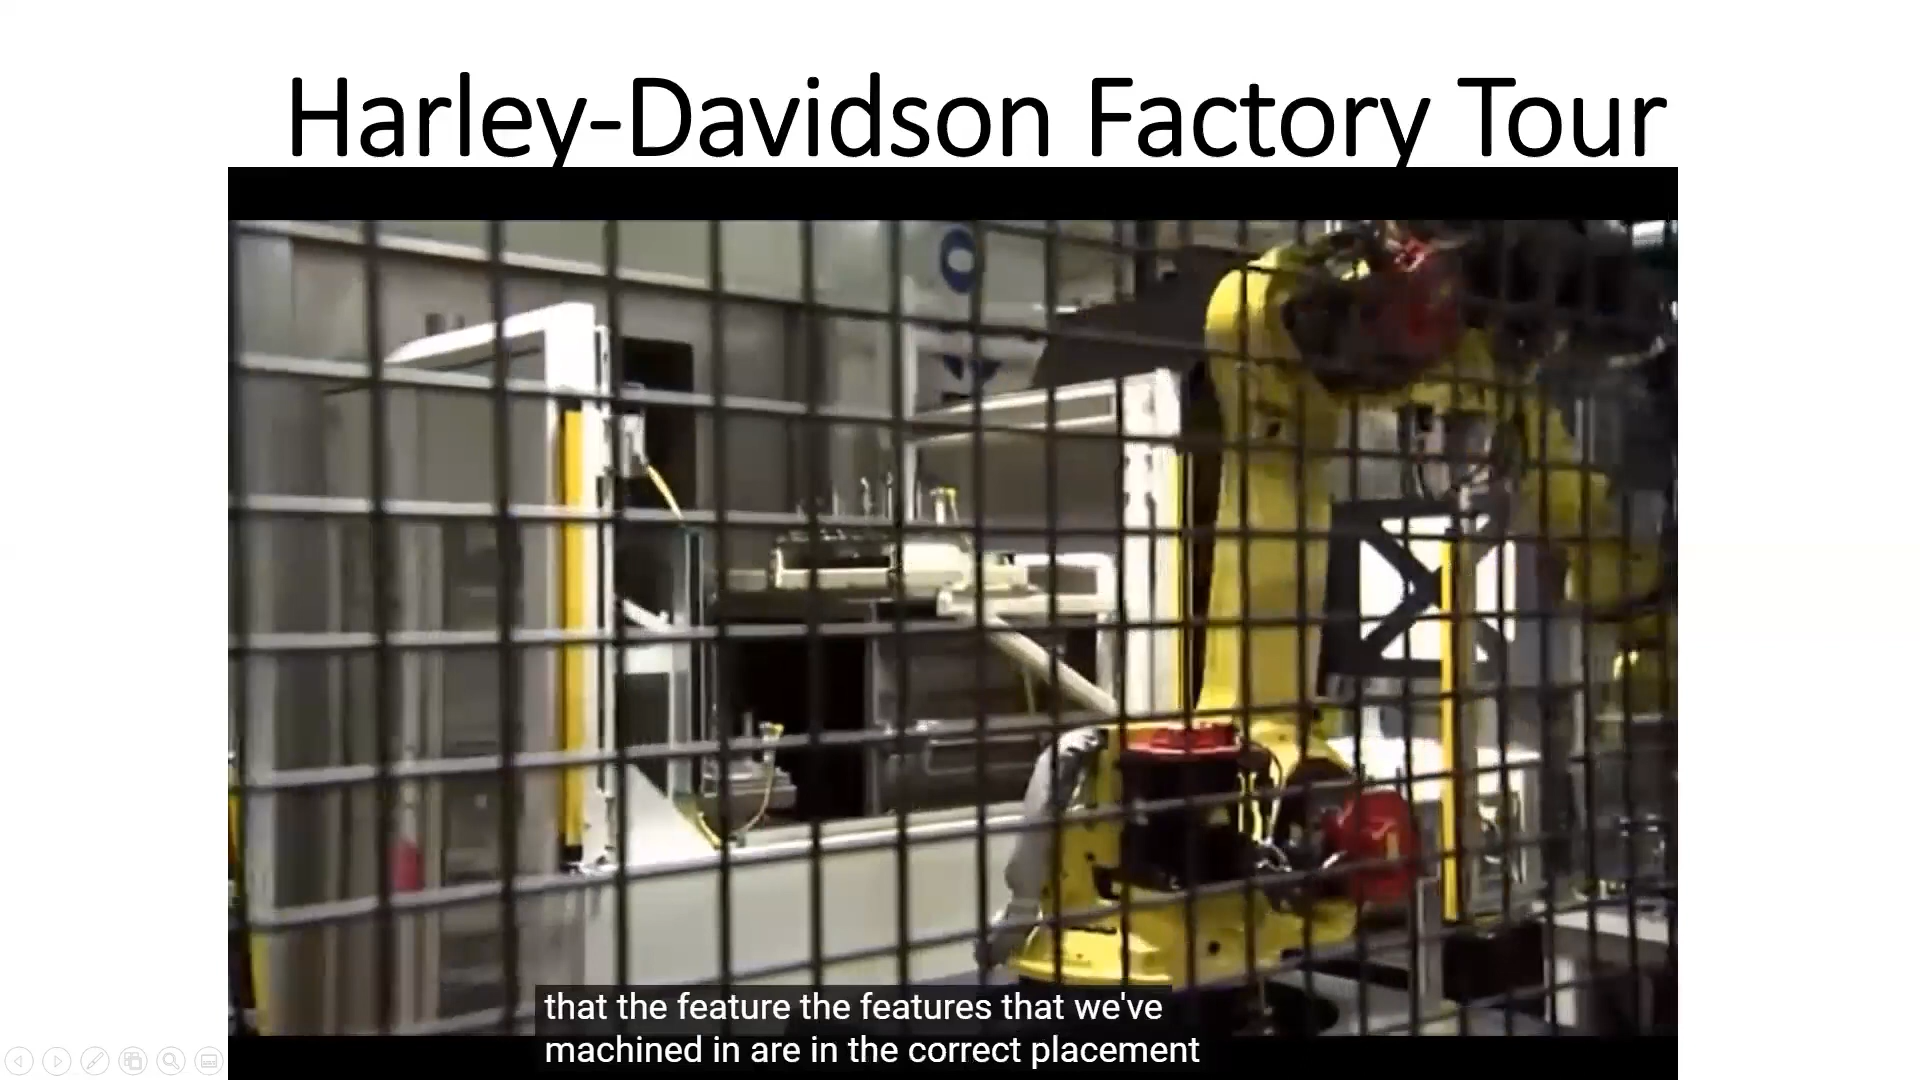 Harley-Davidson Factory Tour
that the feature the features that we've
machined in are in the correct placement